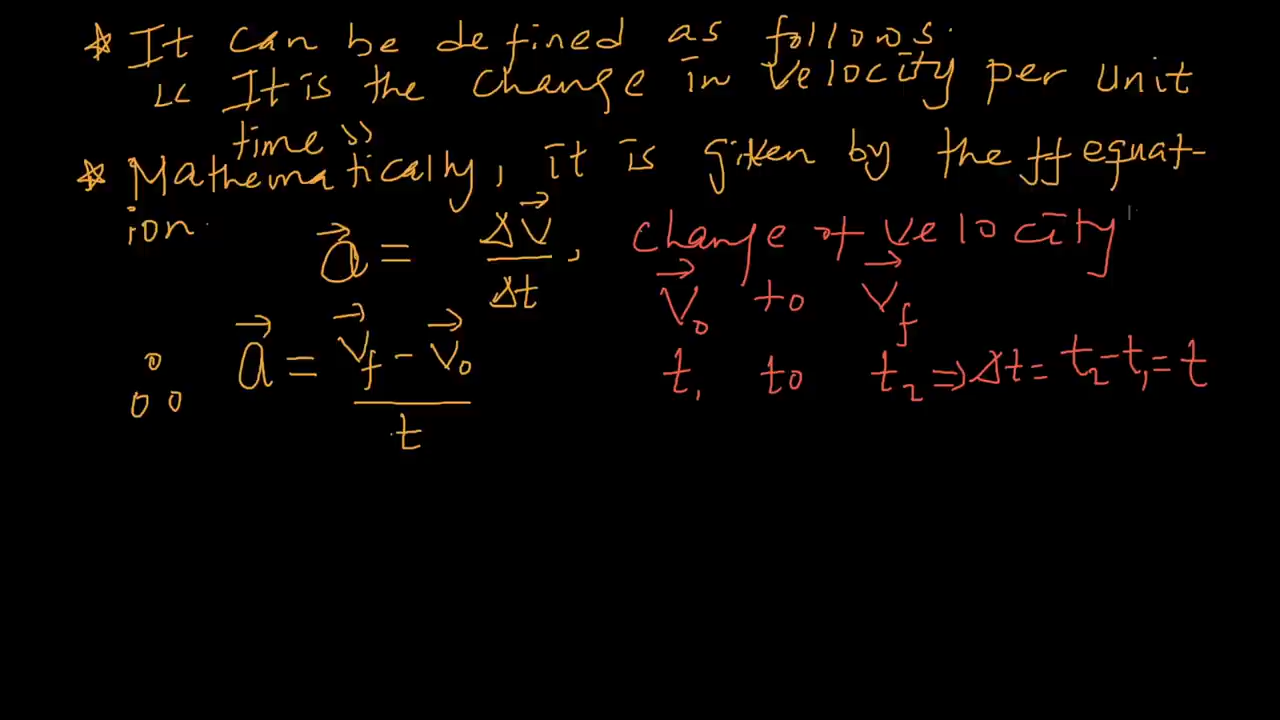 * It can be defined as follows.
<< It is the change in velocity per unit
time >>
* Mathematically, it is given by the ff equat-
ion.
a⃗ = Δv⃗/Δt, change of velocity
v⃗₀ to v⃗f
∴ a⃗ = (v⃗f - v⃗₀)/t
t₁ to t₂ ⇒ Δt = t₂ - t₁ = t